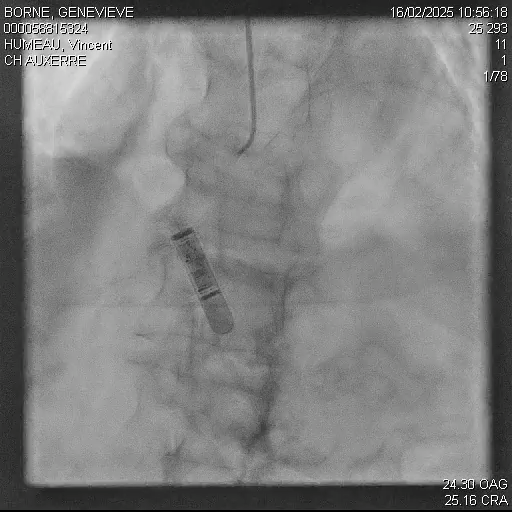 BORNE, GENEVIEVE
000058815324
HUMEAU, Vincent
CH AUXERRE
16/02/2025 10:56:18
25 293
11
1
1/78
24.30 OAG
25.16 CRA